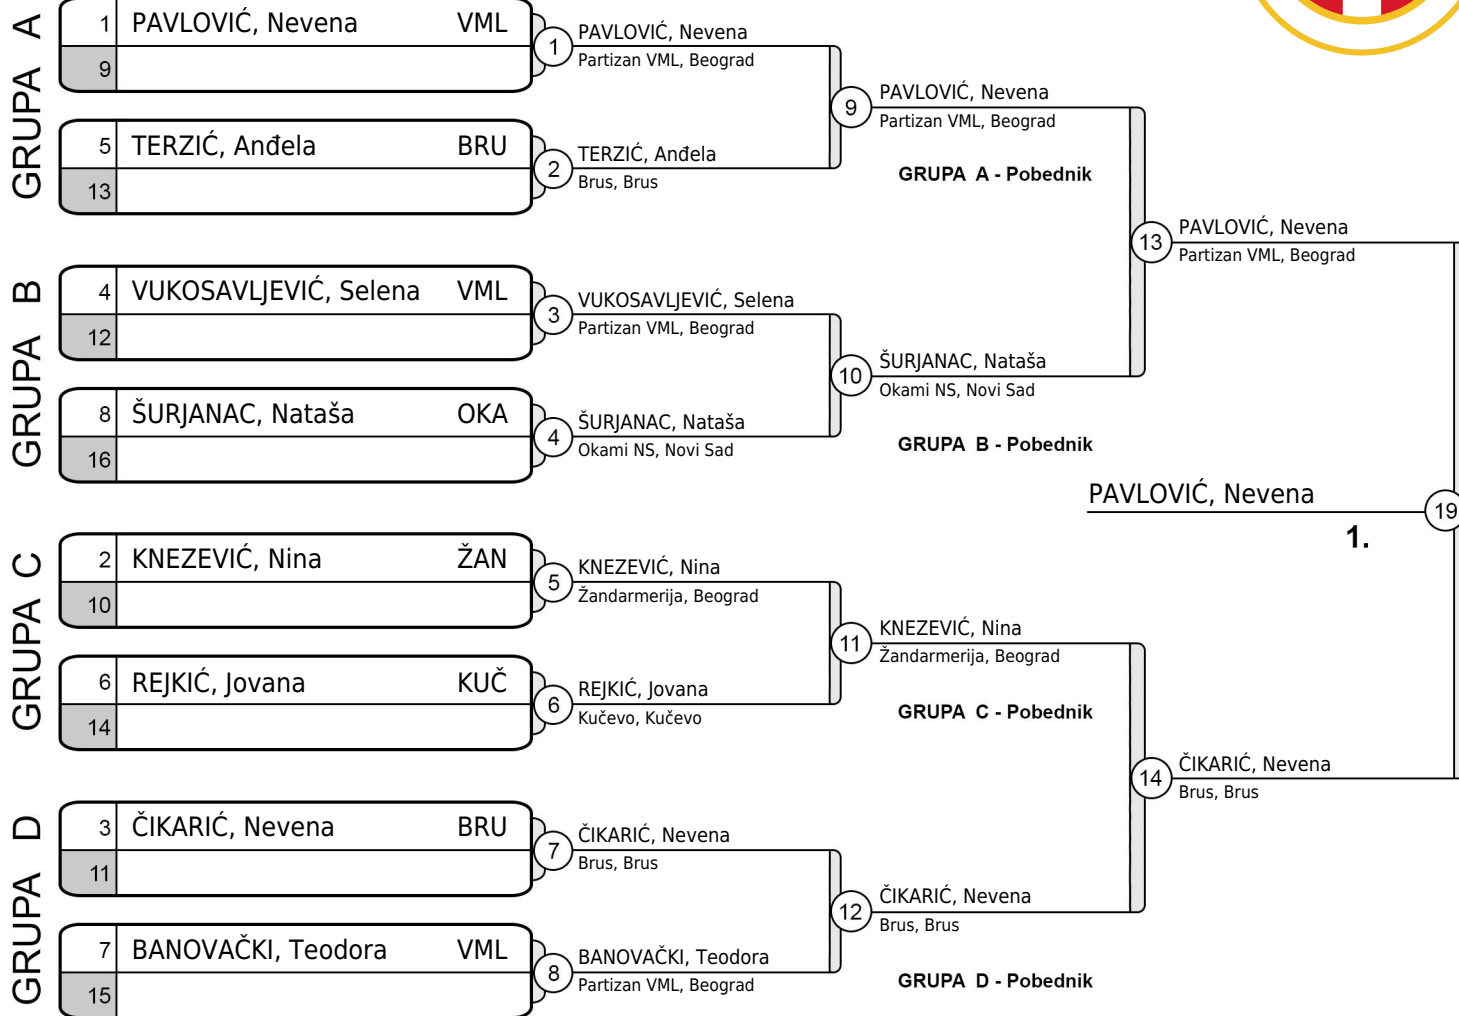 GRUPA A
1 PAVLOVIĆ, Nevena VML
9
5 TERZIĆ, Anđela BRU
13
GRUPA B
4 VUKOSAVLJEVIĆ, Selena VML
12
8 ŠURJANAC, Nataša OKA
16
GRUPA C
2 KNEZEVIĆ, Nina ŽAN
10
6 REJKIĆ, Jovana KUČ
14
GRUPA D
3 ČIKARIĆ, Nevena BRU
11
7 BANOVAČKI, Teodora VML
15
1
PAVLOVIĆ, Nevena
Partizan VML, Beograd
2
TERZIĆ, Anđela
Brus, Brus
3
VUKOSAVLJEVIĆ, Selena
Partizan VML, Beograd
4
ŠURJANAC, Nataša
Okami NS, Novi Sad
5
KNEZEVIĆ, Nina
Žandarmerija, Beograd
6
REJKIĆ, Jovana
Kučevo, Kučevo
7
ČIKARIĆ, Nevena
Brus, Brus
8
BANOVAČKI, Teodora
Partizan VML, Beograd
9
PAVLOVIĆ, Nevena
Partizan VML, Beograd
GRUPA A - Pobednik
10
ŠURJANAC, Nataša
Okami NS, Novi Sad
GRUPA B - Pobednik
11
KNEZEVIĆ, Nina
Žandarmerija, Beograd
GRUPA C - Pobednik
12
ČIKARIĆ, Nevena
Brus, Brus
GRUPA D - Pobednik
13
PAVLOVIĆ, Nevena
Partizan VML, Beograd
14
ČIKARIĆ, Nevena
Brus, Brus
PAVLOVIĆ, Nevena
19
1.